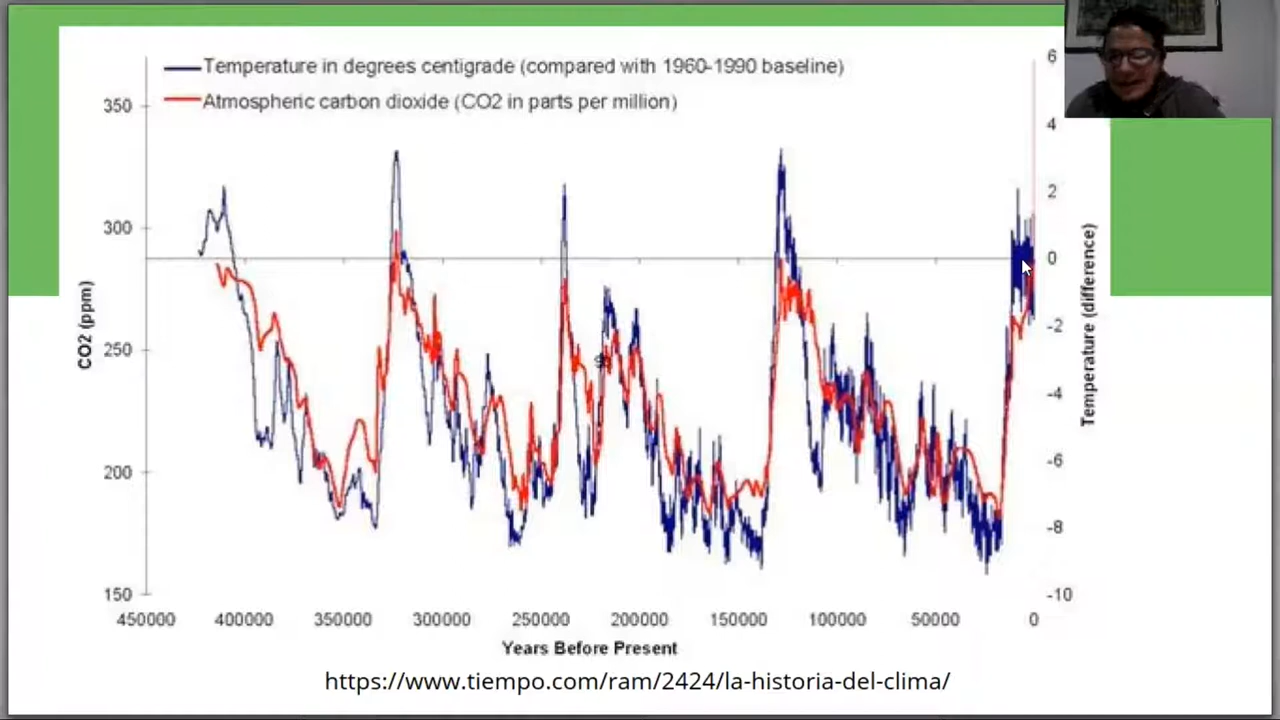 Temperature in degrees centigrade (compared with 1960-1990 baseline)
Atmospheric carbon dioxide (CO2 in parts per million)
350
300
250
200
150
CO2 (ppm)
6
4
2
0
-2
-4
-6
-8
-10
Temperature (difference)
450000 400000 350000 300000 250000 200000 150000 100000 50000 0
Years Before Present
https://www.tiempo.com/ram/2424/la-historia-del-clima/